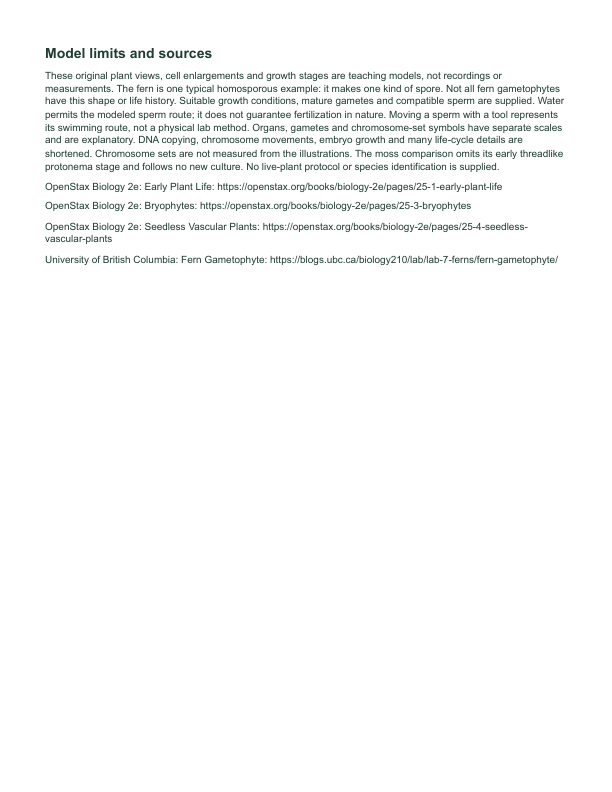 Model limits and sources
These original plant views, cell enlargements and growth stages are teaching models, not recordings or
measurements. The fern is one typical homosporous example: it makes one kind of spore. Not all fern gametophytes
have this shape or life history. Suitable growth conditions, mature gametes and compatible sperm are supplied. Water
permits the modeled sperm route; it does not guarantee fertilization in nature. Moving a sperm with a tool represents
its swimming route, not a physical lab method. Organs, gametes and chromosome-set symbols have separate scales
and are explanatory. DNA copying, chromosome movements, embryo growth and many life-cycle details are
shortened. Chromosome sets are not measured from the illustrations. The moss comparison omits its early threadlike
protonema stage and follows no new culture. No live-plant protocol or species identification is supplied.
OpenStax Biology 2e: Early Plant Life: https://openstax.org/books/biology-2e/pages/25-1-early-plant-life
OpenStax Biology 2e: Bryophytes: https://openstax.org/books/biology-2e/pages/25-3-bryophytes
OpenStax Biology 2e: Seedless Vascular Plants: https://openstax.org/books/biology-2e/pages/25-4-seedless-
vascular-plants
University of British Columbia: Fern Gametophyte: https://blogs.ubc.ca/biology210/lab/lab-7-ferns/fern-gametophyte/